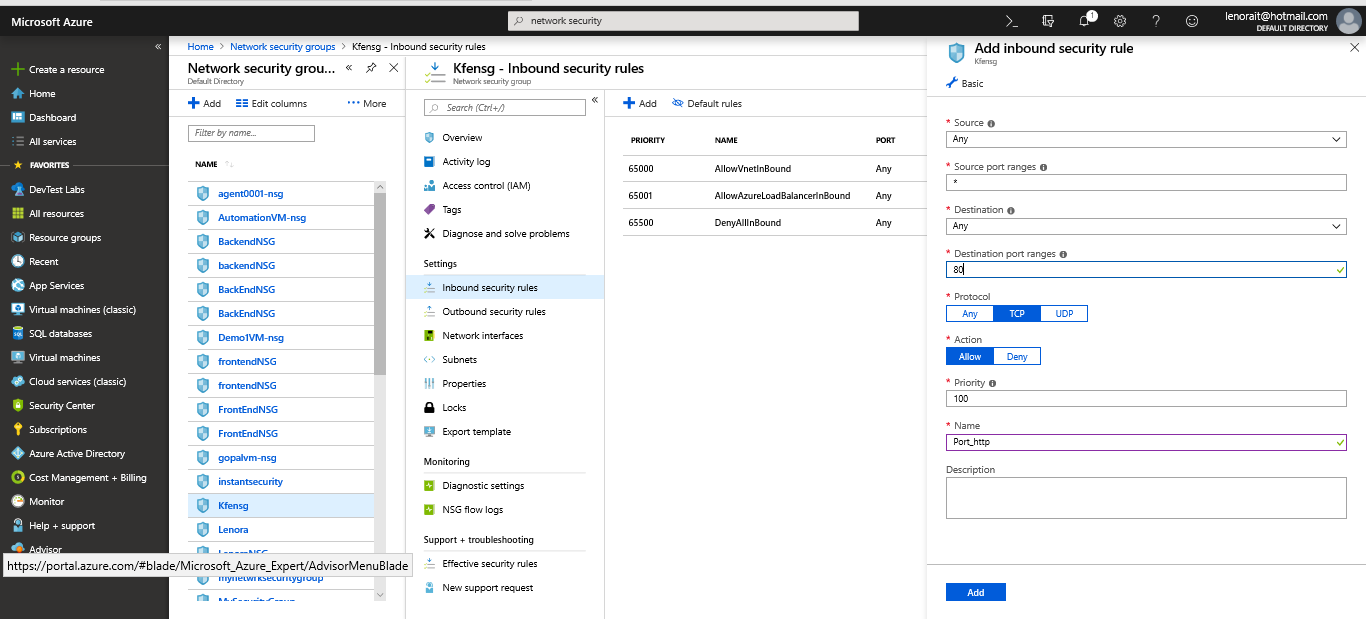 Microsoft Azure
network security
1
lenorait@hotmail.com
DEFAULT DIRECTORY
«
Create a resource
Home
Dashboard
All services
FAVORITES
DevTest Labs
All resources
Resource groups
Recent
App Services
Virtual machines (classic)
SQL databases
Virtual machines
Cloud services (classic)
Security Center
Subscriptions
Azure Active Directory
Cost Management + Billing
Monitor
Help + support
Advisor
https://portal.azure.com/#blade/Microsoft_Azure_Expert/AdvisorMenuBlade
Home > Network security groups > Kfensg - Inbound security rules
Network security grou... «
Default Directory
Add Edit columns ••• More
Filter by name...
NAME
agent0001-nsg
AutomationVM-nsg
BackendNSG
backendNSG
BackEndNSG
BackEndNSG
Demo1VM-nsg
frontendNSG
frontendNSG
FrontEndNSG
FrontEndNSG
gopalvm-nsg
instantsecurity
Kfensg
Lenora
LenoraNSG
mynetworksecuritygroup
MySecurityGroup
Kfensg - Inbound security rules
Network security group
Search (Ctrl+/)
«
Overview
Activity log
Access control (IAM)
Tags
Diagnose and solve problems
Settings
Inbound security rules
Outbound security rules
Network interfaces
Subnets
Properties
Locks
Export template
Monitoring
Diagnostic settings
NSG flow logs
Support + troubleshooting
Effective security rules
New support request
Add Default rules
PRIORITY NAME PORT
65000 AllowVnetInBound Any
65001 AllowAzureLoadBalancerInBound Any
65500 DenyAllInBound Any
Add inbound security rule
Kfensg
Basic
* Source
Any
* Source port ranges
*
* Destination
Any
* Destination port ranges
80
* Protocol
Any TCP UDP
* Action
Allow Deny
* Priority
100
* Name
Port_http
Description
Add